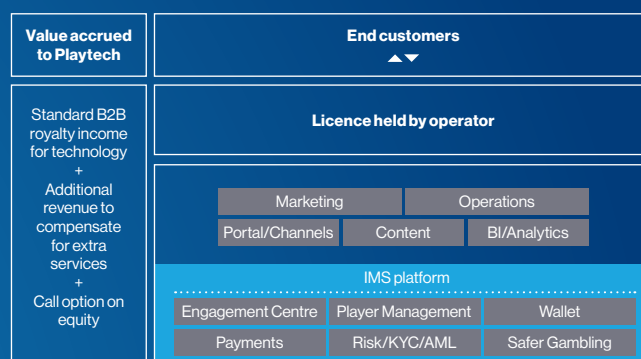 Value accrued
to Playtech
End customers
Standard B2B
royalty income
for technology
+
Additional
revenue to
compensate
for extra
services
+
Call option on
equity
Licence held by operator
Marketing
Operations
Portal/Channels
Content
BI/Analytics
IMS platform
Engagement Centre
Player Management
Wallet
Payments
Risk/KYC/AML
Safer Gambling